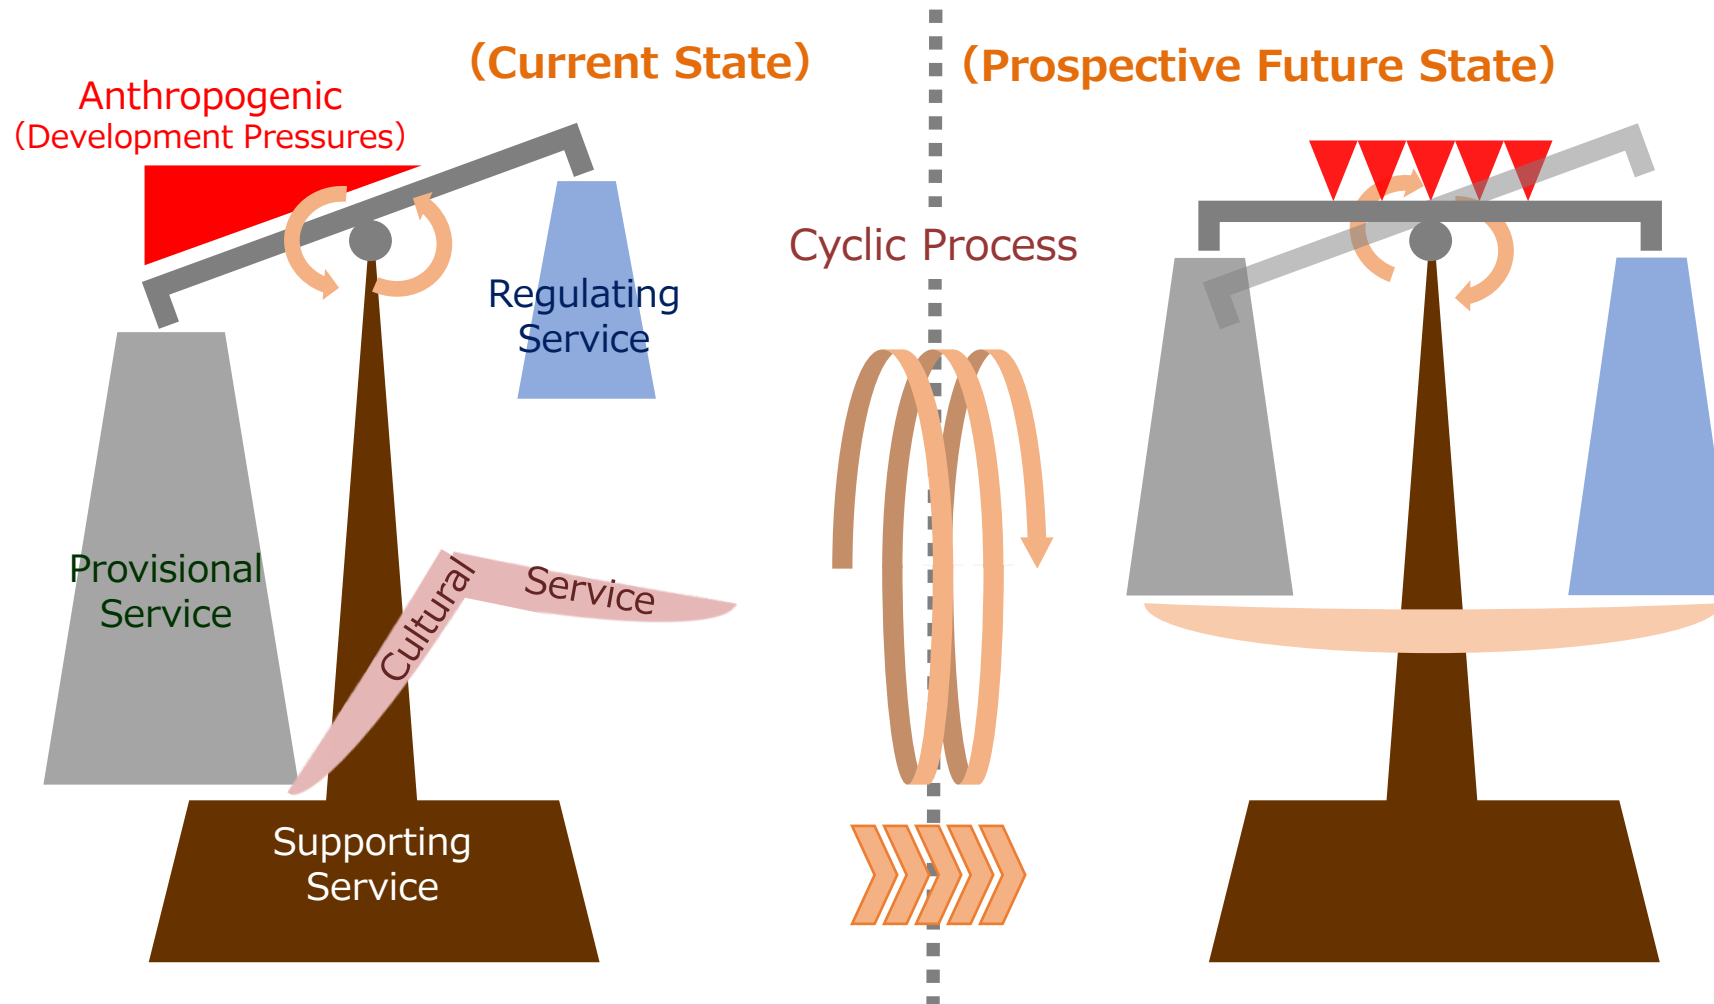 （Current State）
（Prospective Future State）
Anthropogenic
（Development Pressures）
Cyclic Process
Regulating
Service
Provisional
Service
Cultural
Service
Supporting
Service